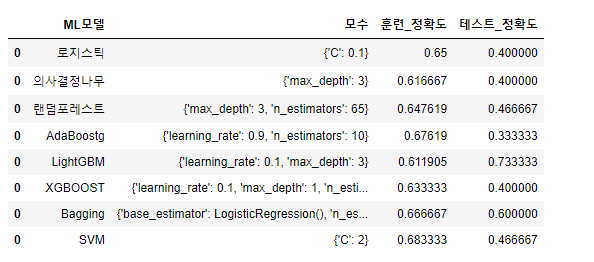 ML모델 모수 훈련_정확도 테스트_정확도
0 로지스틱 {'C': 0.1} 0.65 0.400000
0 의사결정나무 {'max_depth': 3} 0.616667 0.400000
0 랜덤포레스트 {'max_depth': 3, 'n_estimators': 65} 0.647619 0.466667
0 AdaBoostg {'learning_rate': 0.9, 'n_estimators': 10} 0.67619 0.333333
0 LightGBM {'learning_rate': 0.1, 'max_depth': 3} 0.611905 0.733333
0 XGBOOST {'learning_rate': 0.1, 'max_depth': 1, 'n_esti... 0.633333 0.400000
0 Bagging {'base_estimator': LogisticRegression(), 'n_es... 0.666667 0.600000
0 SVM {'C': 2} 0.683333 0.466667